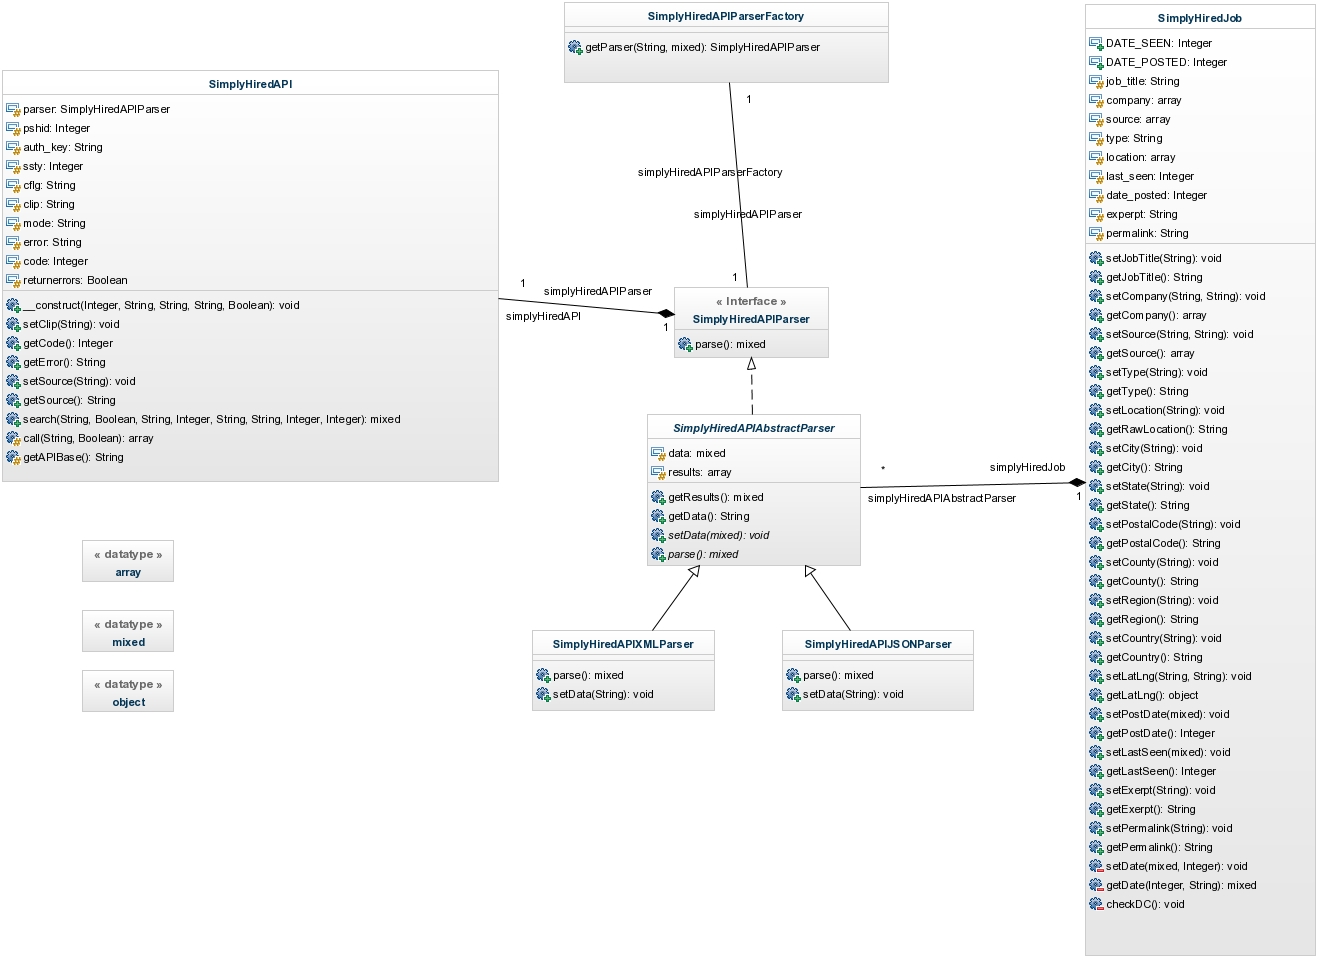 SimplyHiredAPIParserFactory
getParser(String, mixed): SimplyHiredAPIParser
SimplyHiredAPI
parser: SimplyHiredAPIParser
pshid: Integer
auth_key: String
ssty: Integer
cflg: String
clip: String
mode: String
error: String
code: Integer
returnerrors: Boolean
__construct(Integer, String, String, String, Boolean): void
setClip(String): void
getCode(): Integer
getError(): String
setSource(String): void
getSource(): String
search(String, Boolean, String, Integer, String, String, Integer, Integer): mixed
call(String, Boolean): array
getAPIBase(): String
1
simplyHiredAPIParserFactory
simplyHiredAPIParser
1
1
simplyHiredAPIParser
simplyHiredAPI
1
« Interface »
SimplyHiredAPIParser
parse(): mixed
SimplyHiredAPIAbstractParser
data: mixed
results: array
getResults(): mixed
getData(): String
setData(mixed): void
parse(): mixed
*
simplyHiredJob
simplyHiredAPIAbstractParser
1
SimplyHiredAPIXMLParser
parse(): mixed
setData(String): void
SimplyHiredAPIJSONParser
parse(): mixed
setData(String): void
« datatype »
array
« datatype »
mixed
« datatype »
object
SimplyHiredJob
DATE_SEEN: Integer
DATE_POSTED: Integer
job_title: String
company: array
source: array
type: String
location: array
last_seen: Integer
date_posted: Integer
experpt: String
permalink: String
setJobTitle(String): void
getJobTitle(): String
setCompany(String, String): void
getCompany(): array
setSource(String, String): void
getSource(): array
setType(String): void
getType(): String
setLocation(String): void
getRawLocation(): String
setCity(String): void
getCity(): String
setState(String): void
getState(): String
setPostalCode(String): void
getPostalCode(): String
setCounty(String): void
getCounty(): String
setRegion(String): void
getRegion(): String
setCountry(String): void
getCountry(): String
setLatLng(String, String): void
getLatLng(): object
setPostDate(mixed): void
getPostDate(): Integer
setLastSeen(mixed): void
getLastSeen(): Integer
setExerpt(String): void
getExerpt(): String
setPermalink(String): void
getPermalink(): String
setDate(mixed, Integer): void
getDate(Integer, String): mixed
checkDC(): void